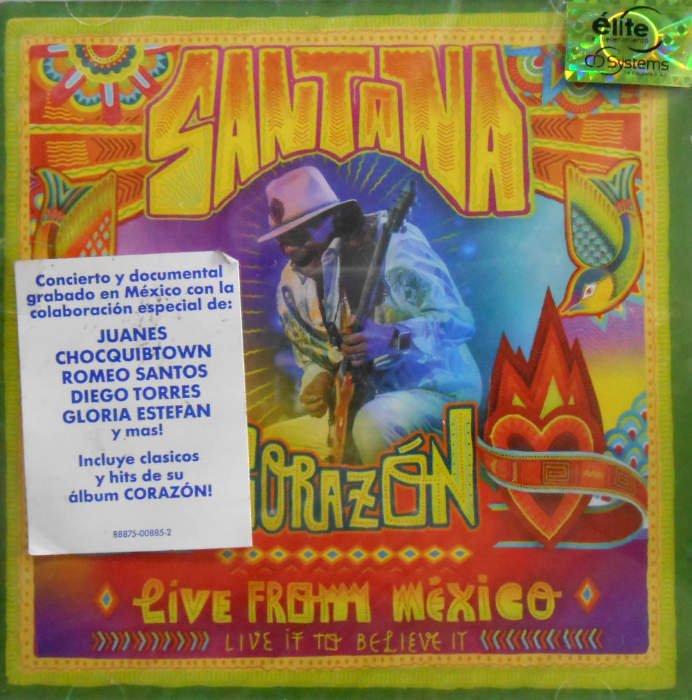 élite
CD Systems
SANTANA
Concierto y documental
grabado en México con la
colaboración especial de:
JUANES
CHOCQUIBTOWN
ROMEO SANTOS
DIEGO TORRES
GLORIA ESTEFAN
y mas!
Incluye clasicos
y hits de su
álbum CORAZÓN!
88875-00885-2
CORAZÓN
LIVE FROM MÉXICO
LIVE IT TO BELIEVE IT